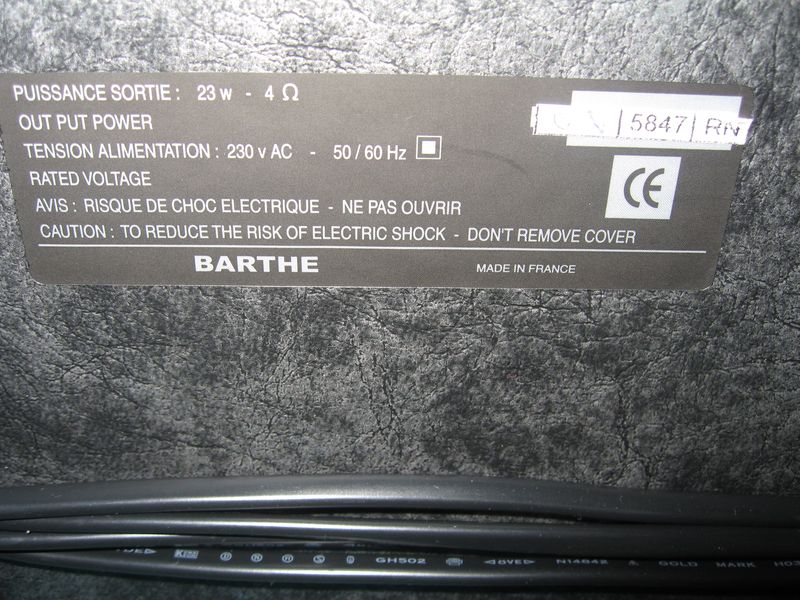 PUISSANCE SORTIE : 23 w - 4 Ω
OUT PUT POWER
TENSION ALIMENTATION : 230 v AC - 50 / 60 Hz
RATED VOLTAGE
AVIS : RISQUE DE CHOC ELECTRIQUE - NE PAS OUVRIR
CAUTION : TO REDUCE THE RISK OF ELECTRIC SHOCK - DON'T REMOVE COVER
BARTHE MADE IN FRANCE
5847 RN
CE
GH502 N14642 GOLD MARK H03